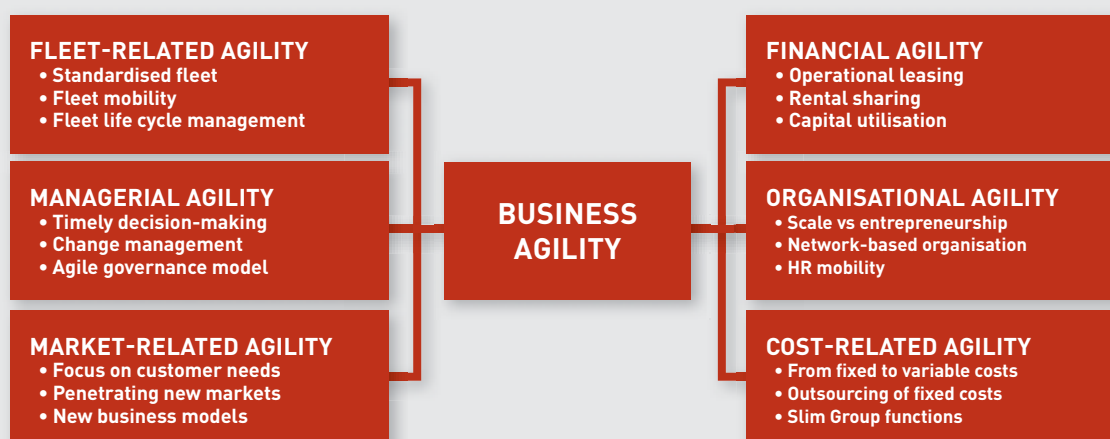 FLEET-RELATED AGILITY
• Standardised fleet
• Fleet mobility
• Fleet life cycle management
MANAGERIAL AGILITY
• Timely decision-making
• Change management
• Agile governance model
MARKET-RELATED AGILITY
• Focus on customer needs
• Penetrating new markets
• New business models
BUSINESS
AGILITY
FINANCIAL AGILITY
• Operational leasing
• Rental sharing
• Capital utilisation
ORGANISATIONAL AGILITY
• Scale vs entrepreneurship
• Network-based organisation
• HR mobility
COST-RELATED AGILITY
• From fixed to variable costs
• Outsourcing of fixed costs
• Slim Group functions